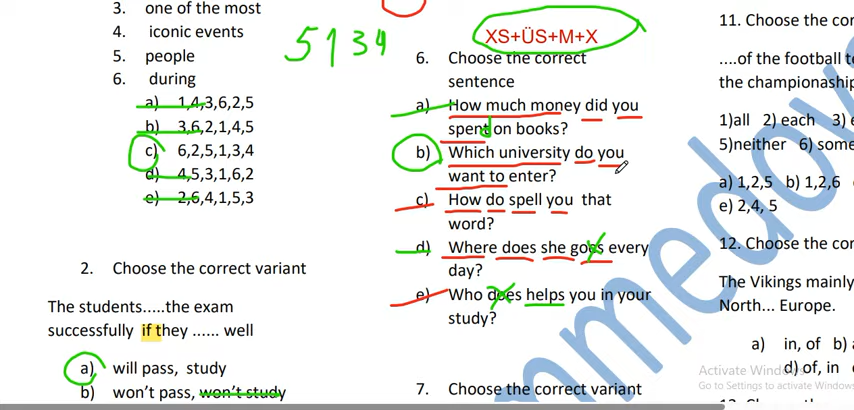 3. one of the most
4. iconic events
5. people
6. during
a) 1,4,3,6,2,5
b) 3,6,2,1,4,5
c) 6,2,5,1,3,4
d) 4,5,3,1,6,2
e) 2,6,4,1,5,3
2. Choose the correct variant
The students.....the exam
successfully if they ...... well
a) will pass, study
b) won't pass, won't study
5 1 3 4
XS+ÜS+M+X
6. Choose the correct
sentence
a) How much money did you
spent on books?
d
b) Which university do you
want to enter?
c) How do spell you that
word?
d) Where does she goes every
day?
e) Who does helps you in your
study?
7. Choose the correct variant
11. Choose the cor
....of the football te
the championship
1)all 2) each 3) e
5)neither 6) some
a) 1,2,5 b) 1,2,6
e) 2,4, 5
12. Choose the cor
The Vikings mainly
North... Europe.
a) in, of b) a
d) of, in
mmedov
Activate Windows
Go to Settings to activate Windows